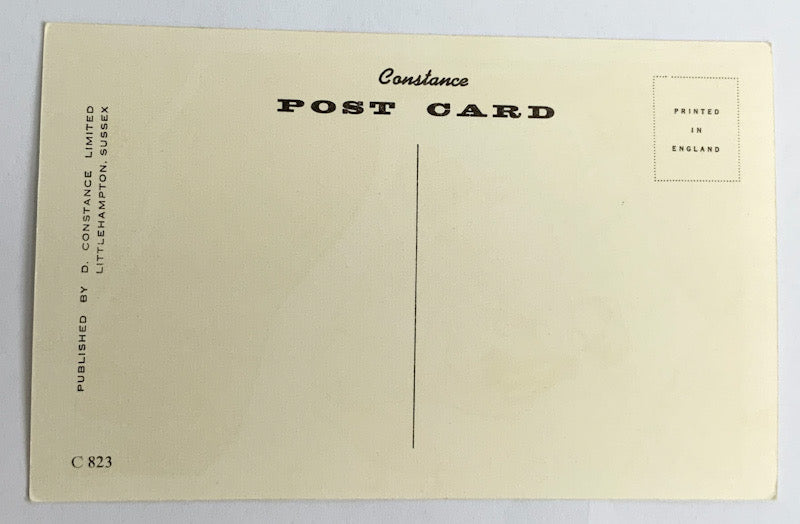 Constance
POST CARD
PRINTED
IN
ENGLAND
PUBLISHED BY D. CONSTANCE LIMITED
LITTLEHAMPTON, SUSSEX
C 823